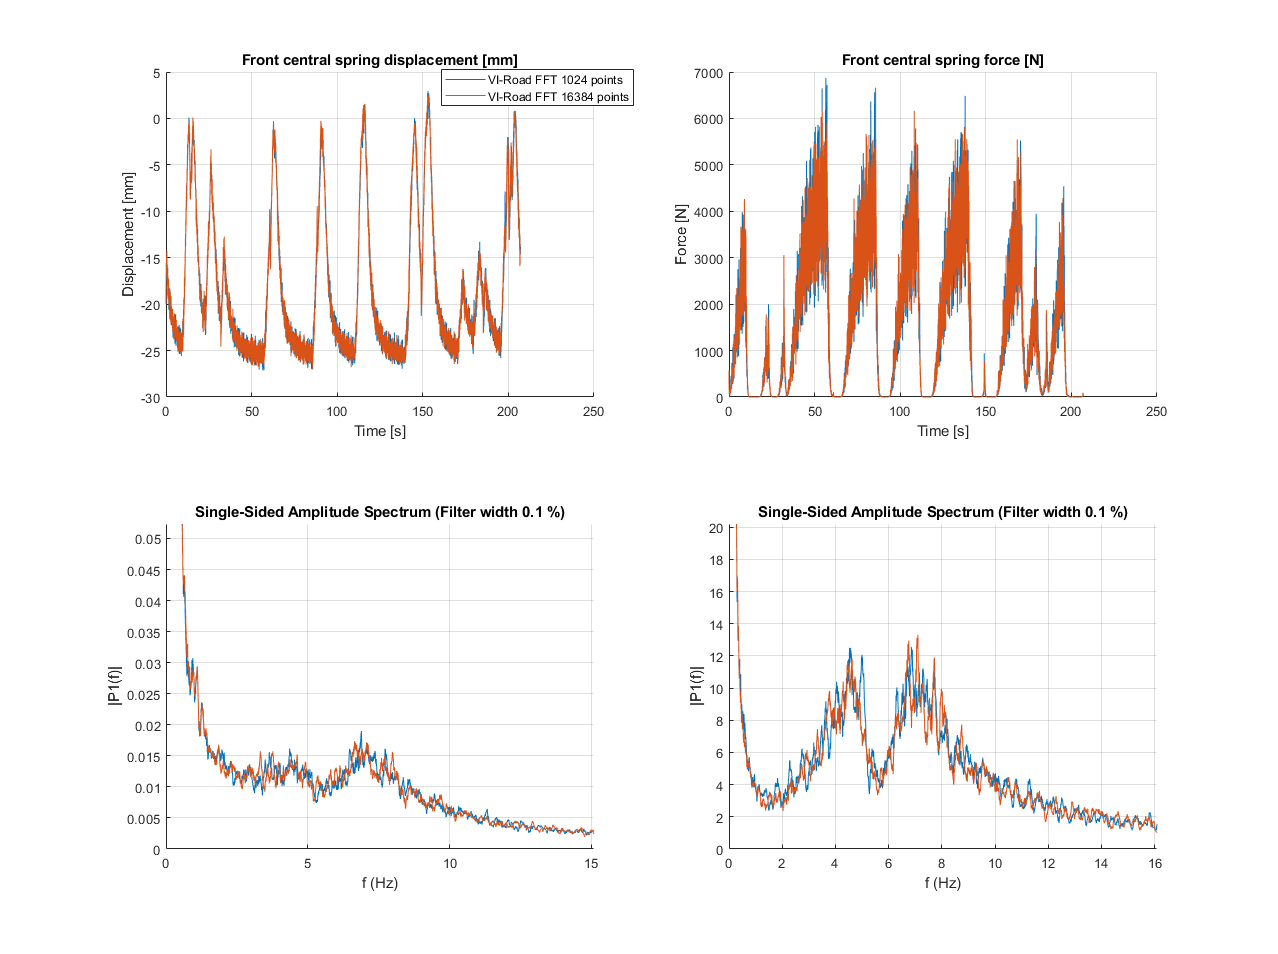 Front central spring displacement [mm]
VI-Road FFT 1024 points
VI-Road FFT 16384 points
5
0
-5
-10
-15
-20
-25
-30
Displacement [mm]
0 50 100 150 200 250
Time [s]
Front central spring force [N]
7000
6000
5000
4000
3000
2000
1000
0
Force [N]
0 50 100 150 200 250
Time [s]
Single-Sided Amplitude Spectrum (Filter width 0.1 %)
0.05
0.045
0.04
0.035
0.03
0.025
0.02
0.015
0.01
0.005
0
|P1(f)|
0 5 10 15
f (Hz)
Single-Sided Amplitude Spectrum (Filter width 0.1 %)
20
18
16
14
12
10
8
6
4
2
0
|P1(f)|
0 2 4 6 8 10 12 14 16
f (Hz)